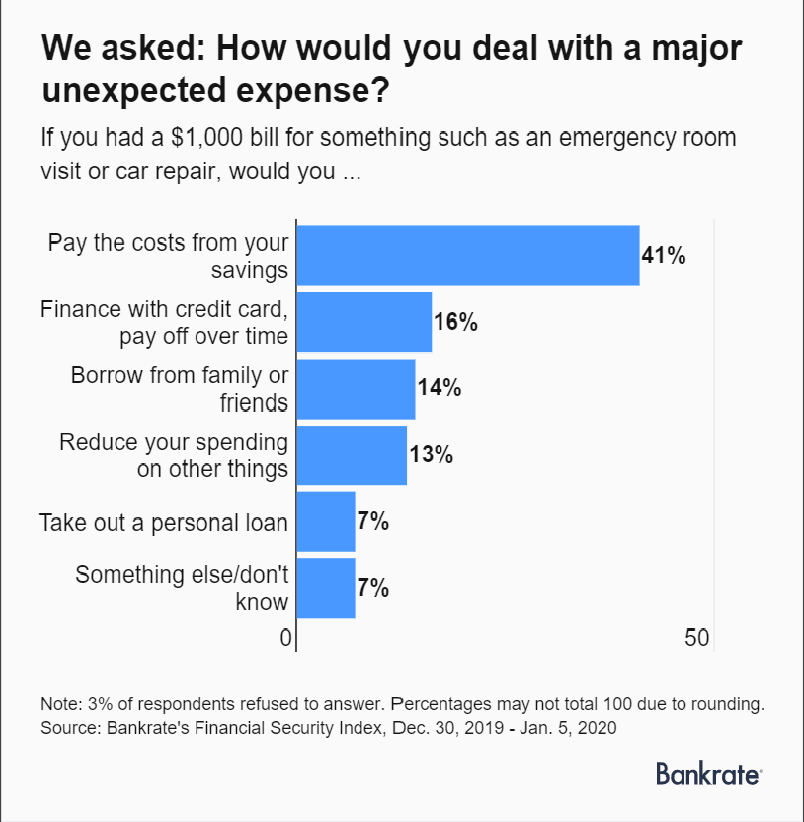 We asked: How would you deal with a major
unexpected expense?
If you had a $1,000 bill for something such as an emergency room
visit or car repair, would you ...
Pay the costs from your
savings
41%
Finance with credit card,
pay off over time
16%
Borrow from family or
friends
14%
Reduce your spending
on other things
13%
Take out a personal loan
7%
Something else/don't
know
7%
0
50
Note: 3% of respondents refused to answer. Percentages may not total 100 due to rounding.
Source: Bankrate's Financial Security Index, Dec. 30, 2019 - Jan. 5, 2020
Bankrate